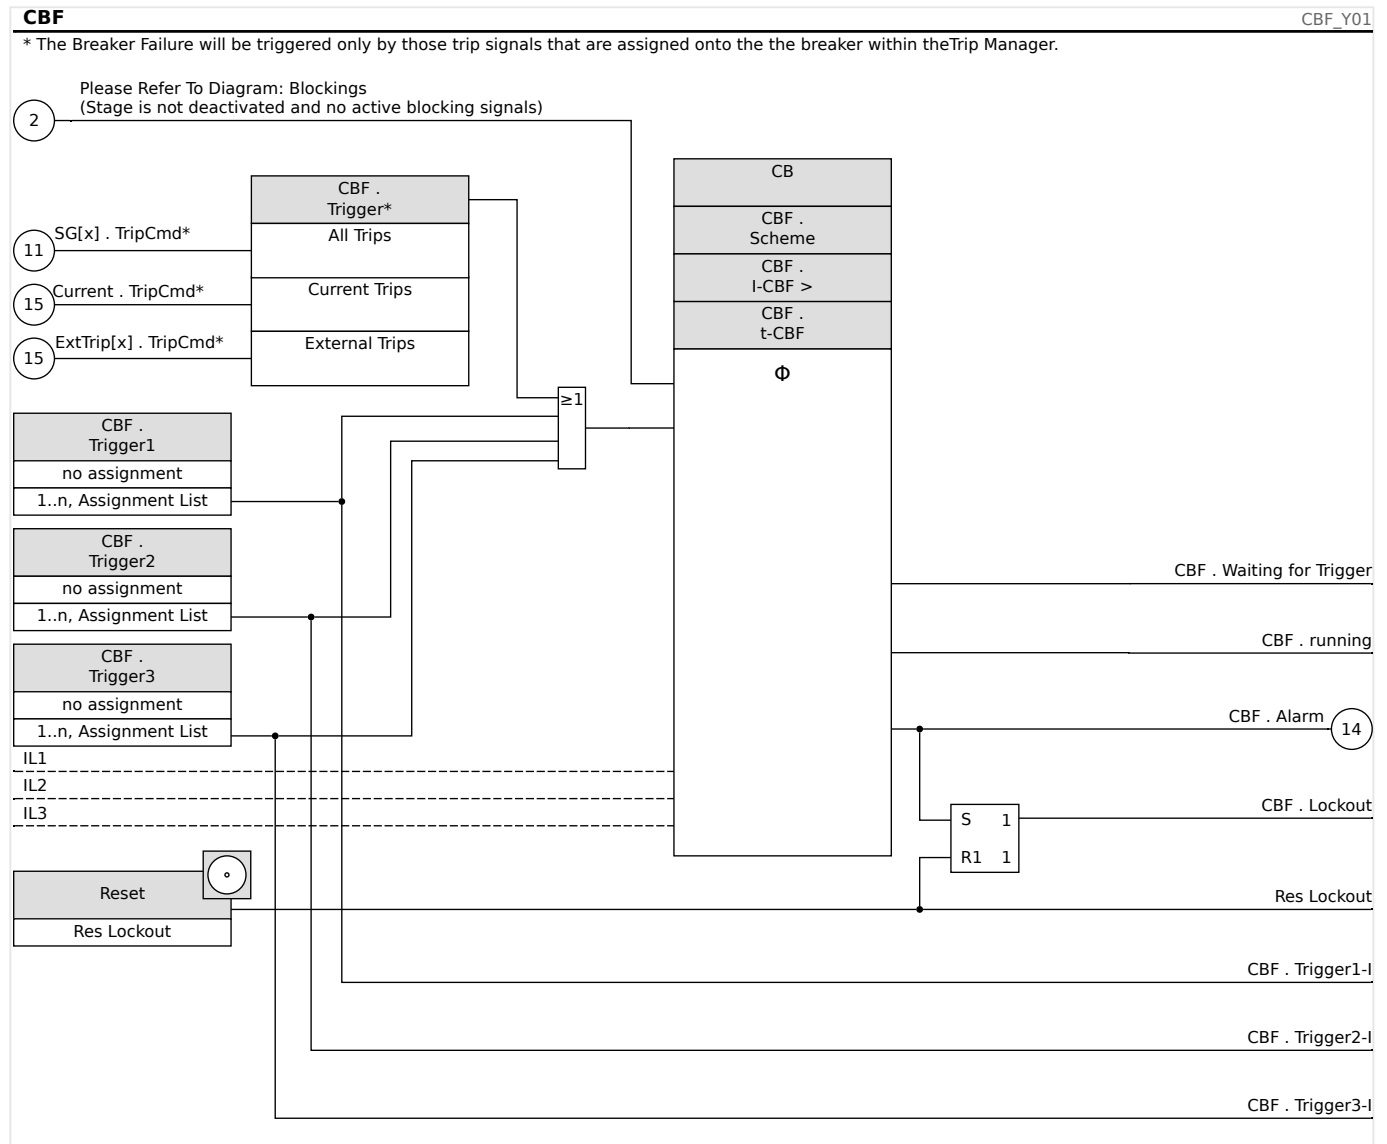 CBF
CBF_Y01
* The Breaker Failure will be triggered only by those trip signals that are assigned onto the the breaker within theTrip Manager.
Please Refer To Diagram: Blockings
(Stage is not deactivated and no active blocking signals)
2
CB
CBF .
Scheme
CBF .
I-CBF >
CBF .
t-CBF
Φ
CBF .
Trigger*
All Trips
Current Trips
External Trips
11
SG[x] . TripCmd*
15
Current . TripCmd*
15
ExtTrip[x] . TripCmd*
≥1
CBF .
Trigger1
no assignment
1..n, Assignment List
CBF .
Trigger2
no assignment
1..n, Assignment List
CBF .
Trigger3
no assignment
1..n, Assignment List
IL1
IL2
IL3
CBF . Waiting for Trigger
CBF . running
CBF . Alarm
14
S 1
R1 1
CBF . Lockout
Reset
Res Lockout
Res Lockout
CBF . Trigger1-I
CBF . Trigger2-I
CBF . Trigger3-I